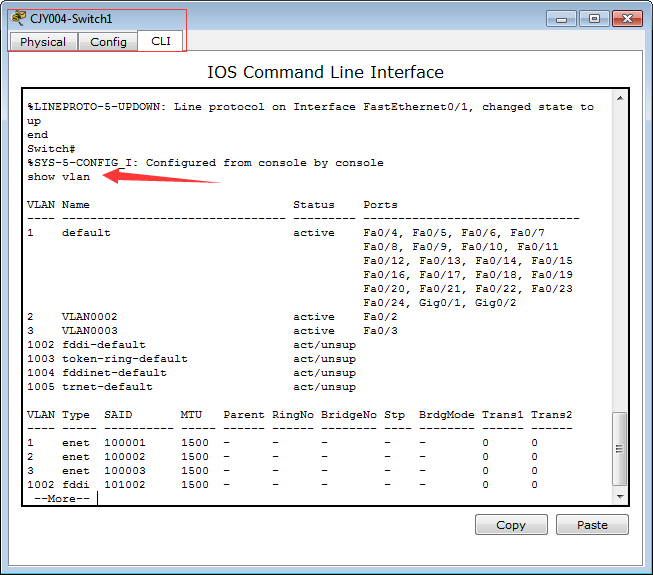 CJY004-Switch1
Physical Config CLI
IOS Command Line Interface
%LINEPROTO-5-UPDOWN: Line protocol on Interface FastEthernet0/1, changed state to
up
end
Switch#
%SYS-5-CONFIG_I: Configured from console by console
show vlan
VLAN Name                             Status    Ports
---- -------------------------------- --------- -------------------------------
1    default                          active    Fa0/4, Fa0/5, Fa0/6, Fa0/7
                                                Fa0/8, Fa0/9, Fa0/10, Fa0/11
                                                Fa0/12, Fa0/13, Fa0/14, Fa0/15
                                                Fa0/16, Fa0/17, Fa0/18, Fa0/19
                                                Fa0/20, Fa0/21, Fa0/22, Fa0/23
                                                Fa0/24, Gig0/1, Gig0/2
2    VLAN0002                         active    Fa0/2
3    VLAN0003                         active    Fa0/3
1002 fddi-default                     act/unsup
1003 token-ring-default               act/unsup
1004 fddinet-default                  act/unsup
1005 trnet-default                    act/unsup
VLAN Type  SAID       MTU   Parent RingNo BridgeNo Stp  BrdgMode Trans1 Trans2
---- ----- ---------- ----- ------ ------ -------- ---- -------- ------ ------
1    enet  100001     1500  -      -      -        -    -        0      0
2    enet  100002     1500  -      -      -        -    -        0      0
3    enet  100003     1500  -      -      -        -    -        0      0
1002 fddi  101002     1500  -      -      -        -    -        0      0
 --More--
Copy Paste